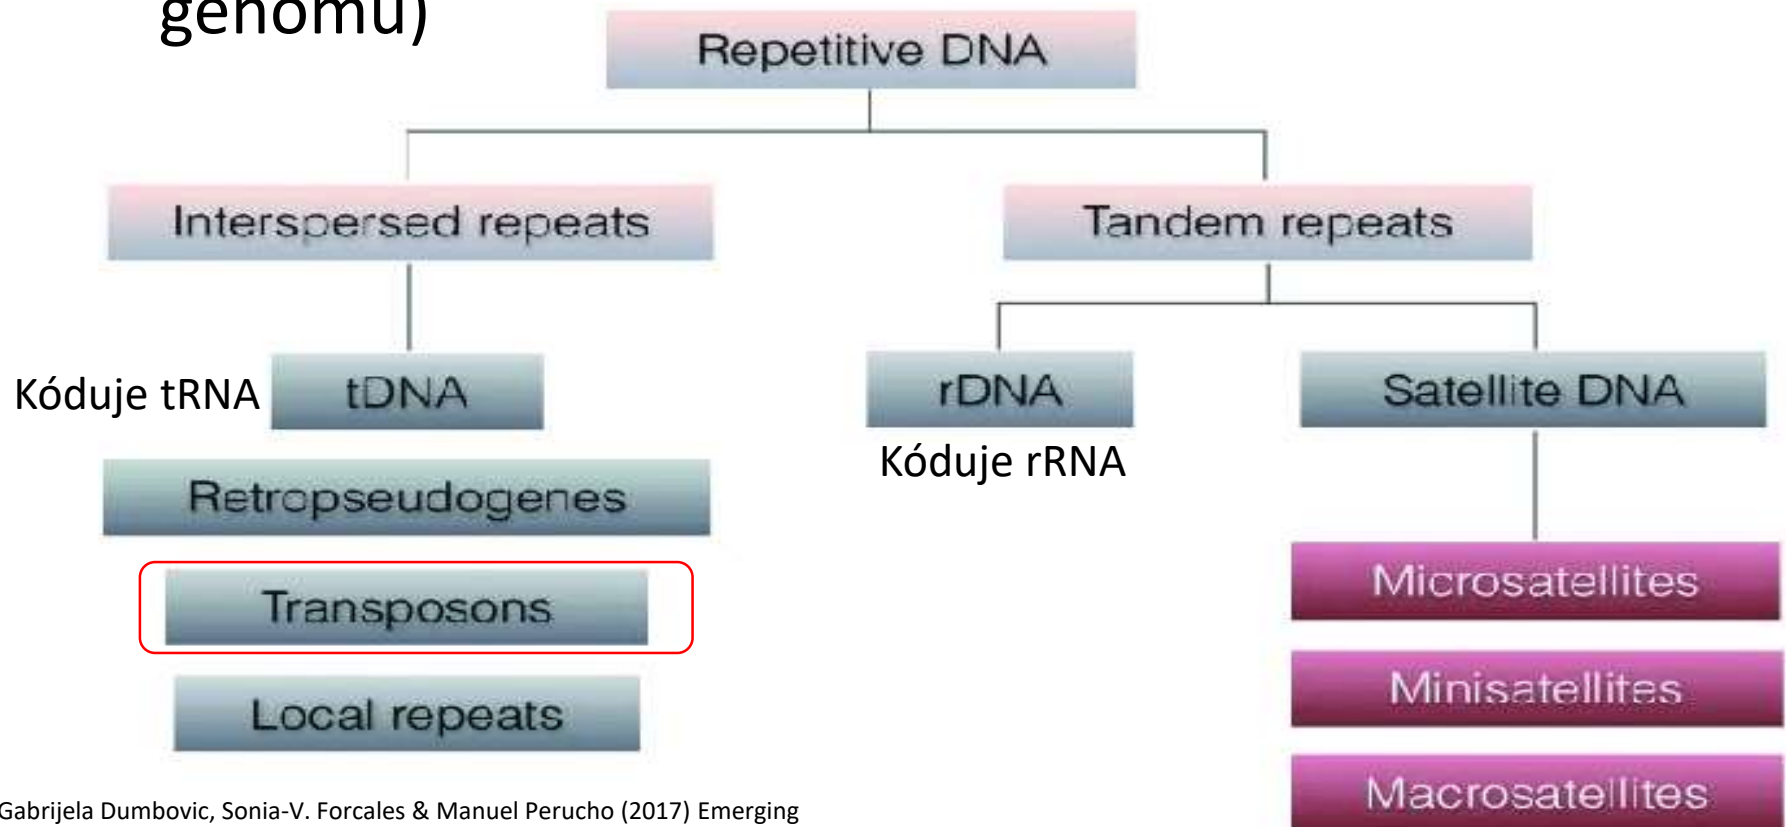 genomu)
Repetitive DNA
Interspersed repeats
Tandem repeats
Kóduje tRNA
tDNA
rDNA
Satellite DNA
Kóduje rRNA
Retropseudogenes
Transposons
Microsatellites
Local repeats
Minisatellites
Macrosatellites
Gabrijela Dumbovic, Sonia-V. Forcales & Manuel Perucho (2017) Emerging